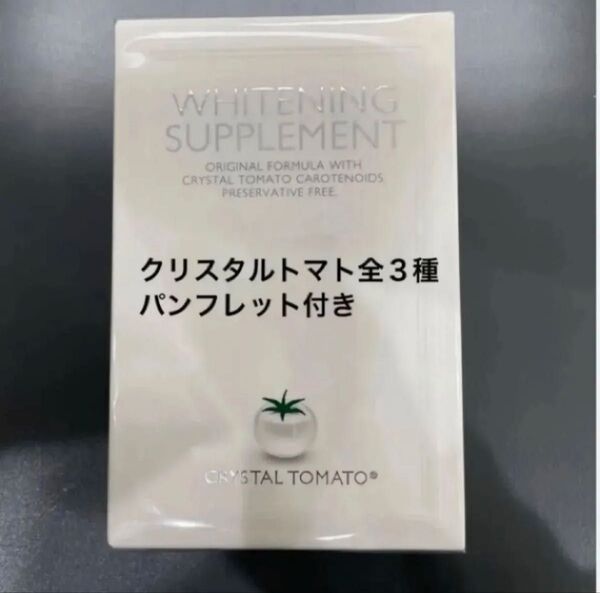 WHITENING
SUPPLEMENT
ORIGINAL FORMULA WITH
CRYSTAL TOMATO CAROTENOIDS
PRESERVATIVE FREE.
クリスタルトマト全3種
パンフレット付き
CRYSTAL TOMATO®